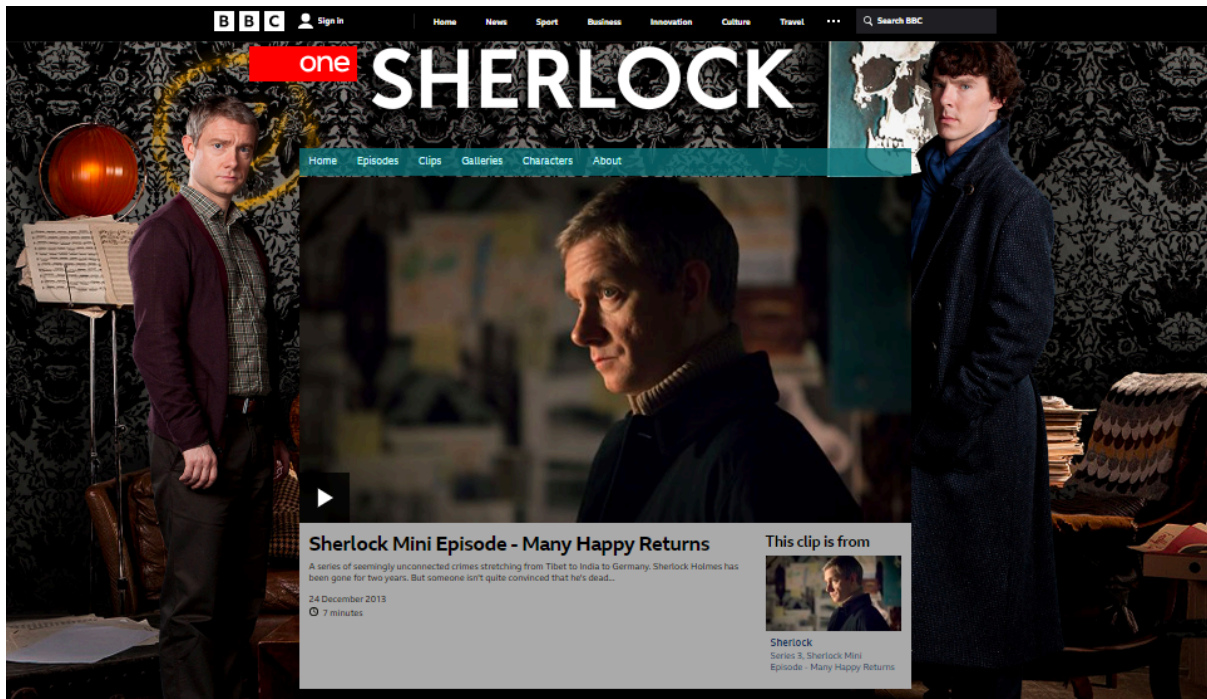 BBC Sign in Home News Sport Business Innovation Culture Travel ... Search BBC
one SHERLOCK
Home Episodes Clips Galleries Characters About
Sherlock Mini Episode - Many Happy Returns
A series of seemingly unconnected crimes stretching from Tibet to India to Germany. Sherlock Holmes has
been gone for two years. But someone isn't quite convinced that he's dead...
24 December 2013
7 minutes
This clip is from
Sherlock
Series 3, Sherlock Mini
Episode - Many Happy Returns